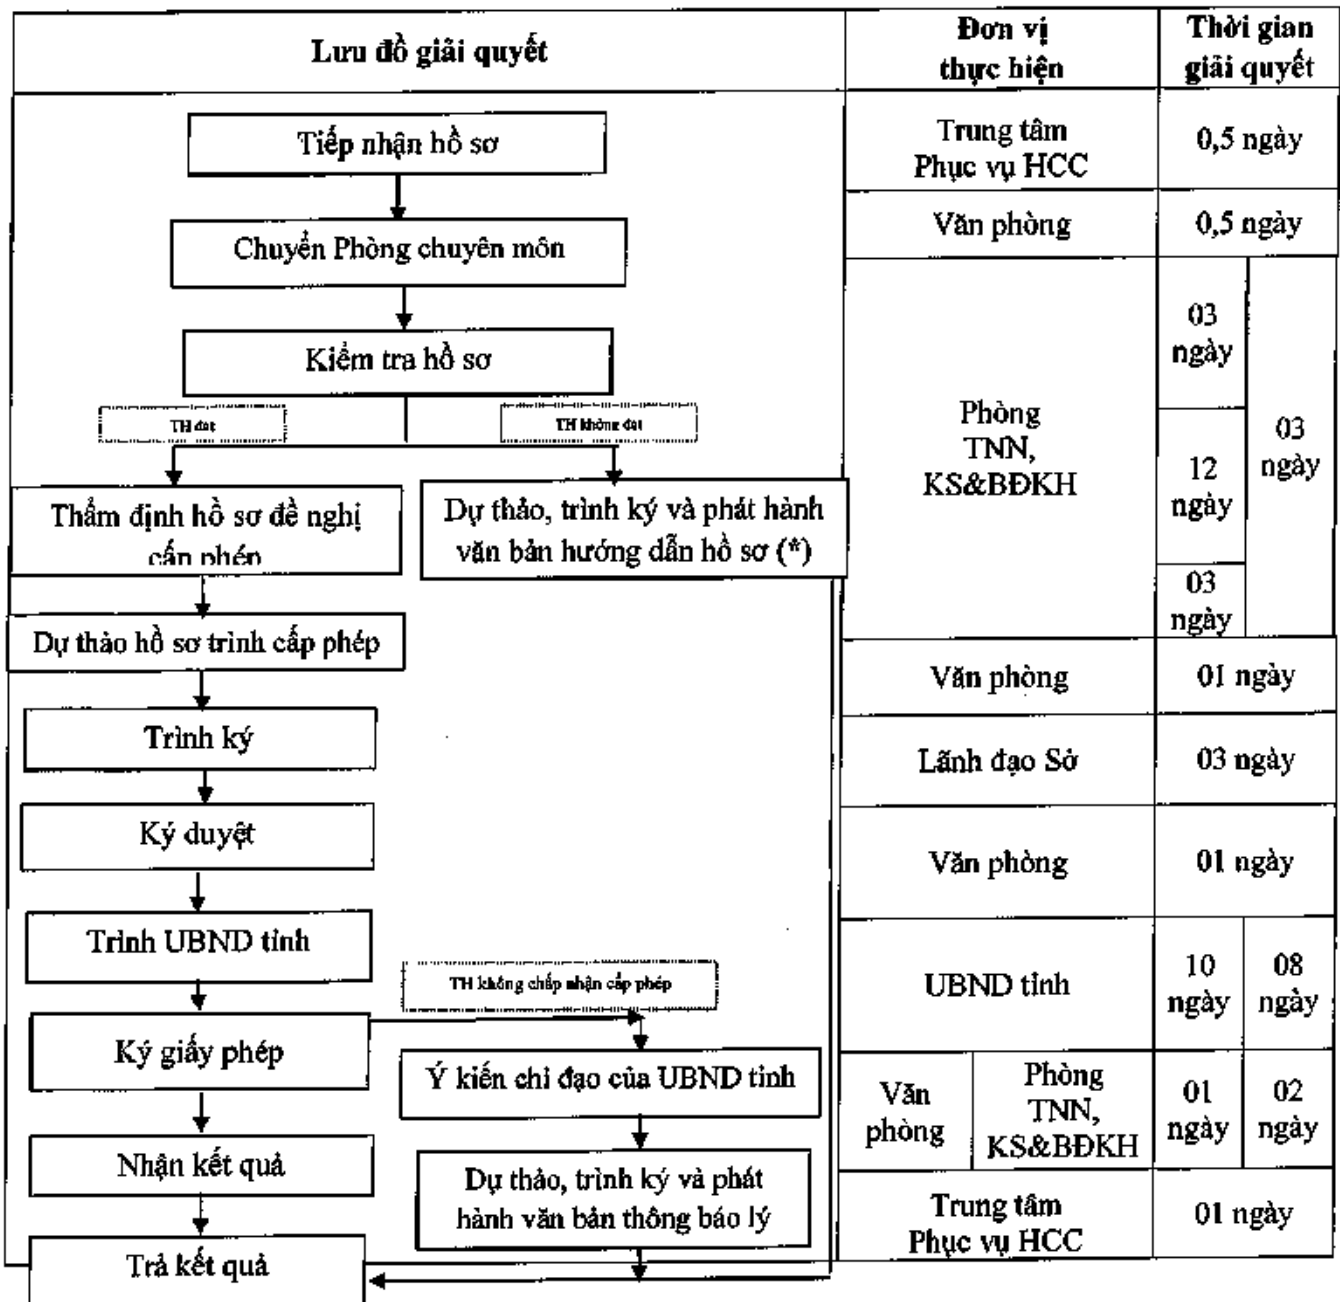 Lưu đồ giải quyết
Đơn vị
thực hiện
Thời gian
giải quyết
Tiếp nhận hồ sơ
Trung tâm
Phục vụ HCC
0,5 ngày
Chuyển Phòng chuyên môn
Văn phòng
0,5 ngày
Kiểm tra hồ sơ
TH đạt
TH không đạt
Thẩm định hồ sơ đề nghị
cấp phép
Dự thảo, trình ký và phát hành
văn bản hướng dẫn hồ sơ (*)
Dự thảo hồ sơ trình cấp phép
Phòng
TNN,
KS&BĐKH
03
ngày
12
ngày
03
ngày
03
ngày
Trình ký
Văn phòng
01 ngày
Ký duyệt
Lãnh đạo Sở
03 ngày
Trình UBND tỉnh
Văn phòng
01 ngày
Ký giấy phép
TH không chấp nhận cấp phép
Ý kiến chỉ đạo của UBND tỉnh
UBND tỉnh
10
ngày
08
ngày
Nhận kết quả
Dự thảo, trình ký và phát
hành văn bản thông báo lý
Văn
phòng
Phòng
TNN,
KS&BĐKH
01
ngày
02
ngày
Trả kết quả
Trung tâm
Phục vụ HCC
01 ngày